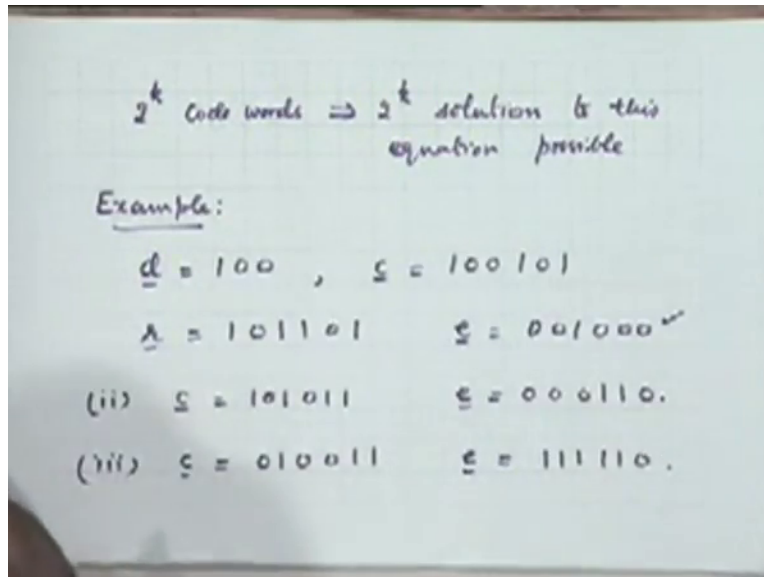 2^k code words ⇒ 2^k solution to this
equation possible
Example:
d = 100 , c = 100101
r = 101101 e = 001000 ✓
(ii) c = 101011 e = 000110.
(iii) c = 010011 e = 111110.